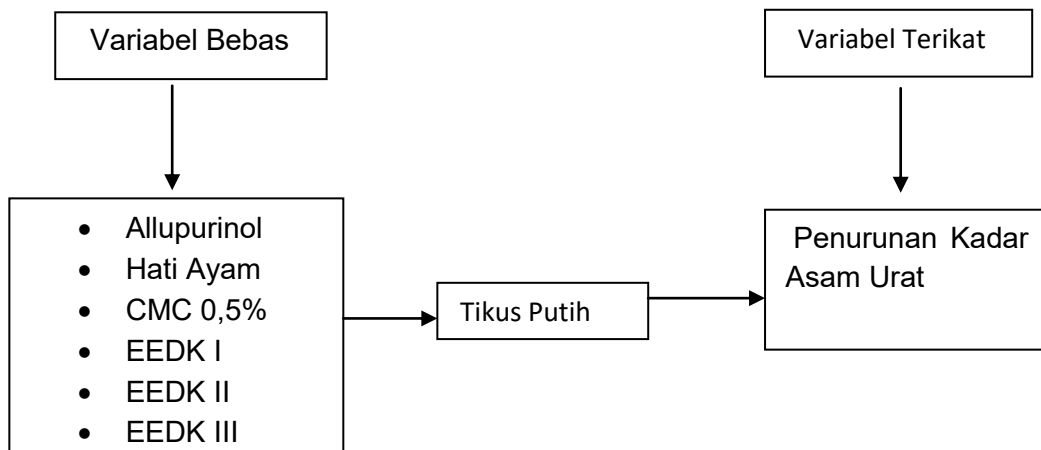 Variabel Bebas
Variabel Terikat
• Allupurinol
• Hati Ayam
• CMC 0,5%
• EEDK I
• EEDK II
• EEDK III
Tikus Putih
Penurunan Kadar
Asam Urat